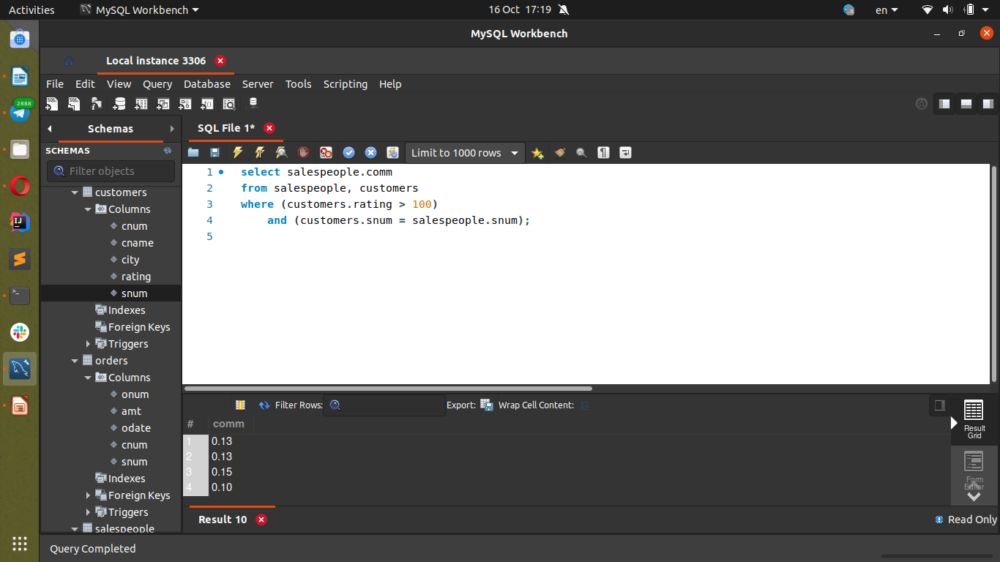 Activities MySQL Workbench 16 Oct 17:19 en
MySQL Workbench
Local instance 3306
File Edit View Query Database Server Tools Scripting Help
2888
Schemas
SQL File 1*
SCHEMAS
Filter objects
Limit to 1000 rows
customers
Columns
cnum
cname
city
rating
snum
Indexes
Foreign Keys
Triggers
orders
Columns
onum
amt
odate
cnum
snum
Indexes
Foreign Keys
Triggers
salespeople
1 select salespeople.comm
2 from salespeople, customers
3 where (customers.rating > 100)
4 and (customers.snum = salespeople.snum);
5
Filter Rows: Export: Wrap Cell Content:
# comm
1 0.13
2 0.13
3 0.15
4 0.10
Result
Grid
Form
Editor
Result 10
Read Only
Query Completed